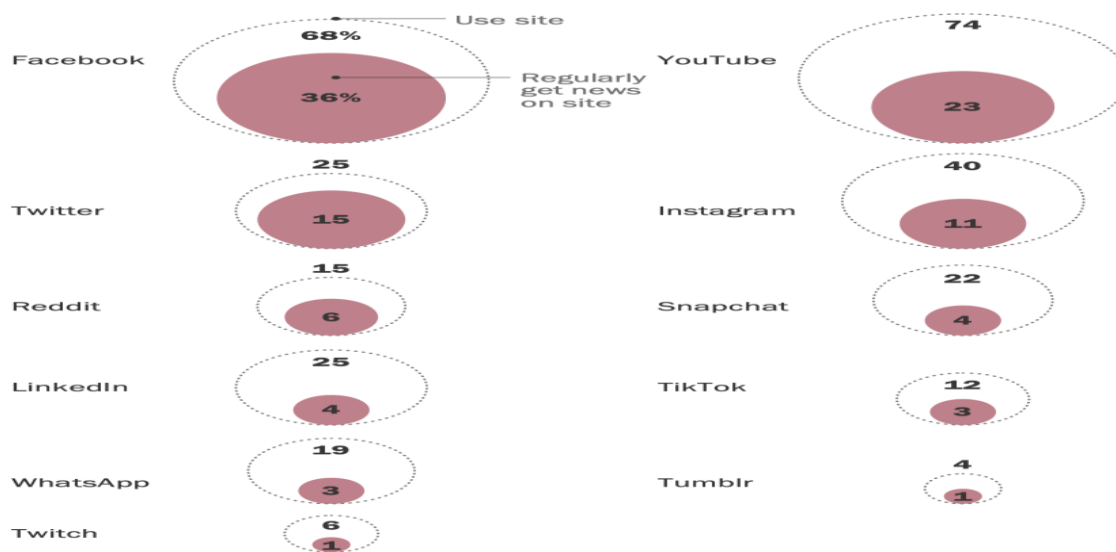 Use site
68%
Facebook
Regularly
get news
on site
36%
74
YouTube
23
25
Twitter
15
40
Instagram
11
15
Reddit
6
22
Snapchat
4
25
LinkedIn
4
12
TikTok
3
19
WhatsApp
3
4
Tumblr
1
6
Twitch
1